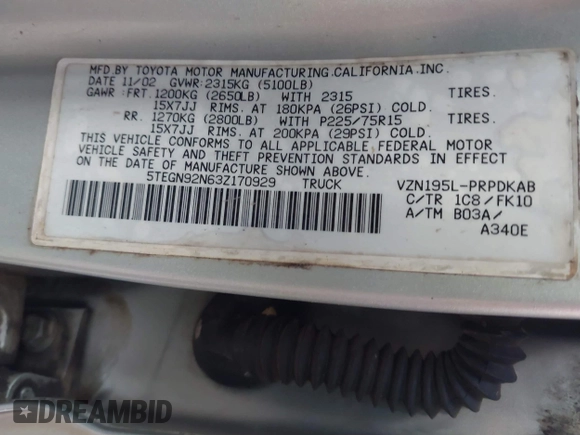 MFD BY TOYOTA MOTOR MANUFACTURING, CALIFORNIA, INC.
DATE 11/02 GVWR:2315KG (5100LB)
GAWR : FRT. 1200KG (2650LB) WITH 2315 TIRES.
15X7JJ RIMS. AT 180KPA (26PSI) COLD.
RR. 1270KG (2800LB) WITH P225/75R15 TIRES.
15X7JJ RIMS. AT 200KPA (29PSI) COLD.
THIS VEHICLE CONFORMS TO ALL APPLICABLE FEDERAL MOTOR
VEHICLE SAFETY AND THEFT PREVENTION STANDARDS IN EFFECT
ON THE DATE OF MANUFACTURE SHOWN ABOVE.
5TEGN92N63Z170929 TRUCK VZN195L-PRPDKAB
C/TR 1C8/FK10
A/TM B03A/
A340E
DREAMBID